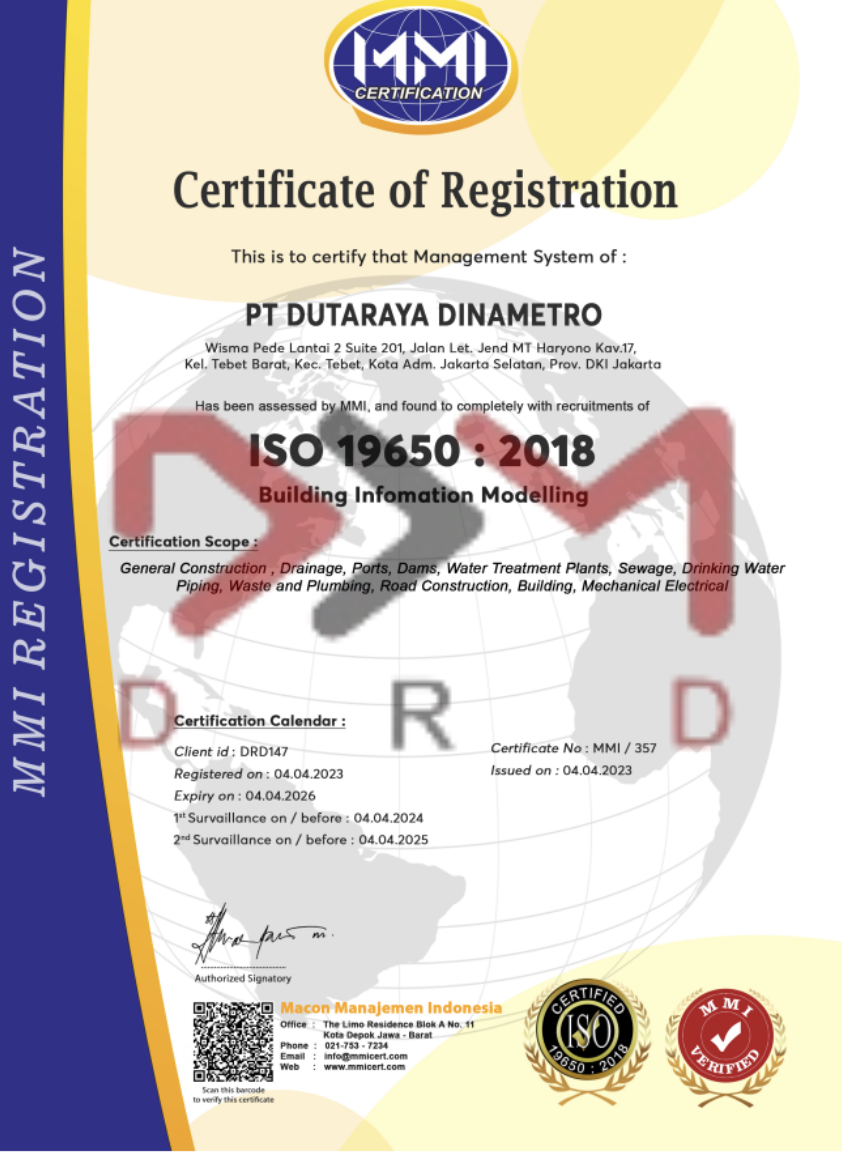 MMI
CERTIFICATION
MMI REGISTRATION
Certificate of Registration
This is to certify that Management System of :
PT DUTARAYA DINAMETRO
Wisma Pede Lantai 2 Suite 201, Jalan Let. Jend MT Haryono Kav.17,
Kel. Tebet Barat, Kec. Tebet, Kota Adm. Jakarta Selatan, Prov. DKI Jakarta
Has been assessed by MMI, and found to completely with recruitments of
ISO 19650 : 2018
Building Infomation Modelling
Certification Scope :
General Construction , Drainage, Ports, Dams, Water Treatment Plants, Sewage, Drinking Water
Piping, Waste and Plumbing, Road Construction, Building, Mechanical Electrical
D R D
Certification Calendar :
Client id : DRD147
Registered on : 04.04.2023
Expiry on : 04.04.2026
1st Survaillance on / before : 04.04.2024
2nd Survaillance on / before : 04.04.2025
Certificate No : MMI / 357
Issued on : 04.04.2023
Authorized Signatory
Scan this barcode
to verify this certificate
Macon Manajemen Indonesia
Office : The Limo Residence Blok A No. 11
Kota Depok Jawa - Barat
Phone : 021-753 - 7234
Email : info@mmicert.com
Web : www.mmicert.com
CERTIFIED
ISO
19650 : 2018
MMI
VERIFIED